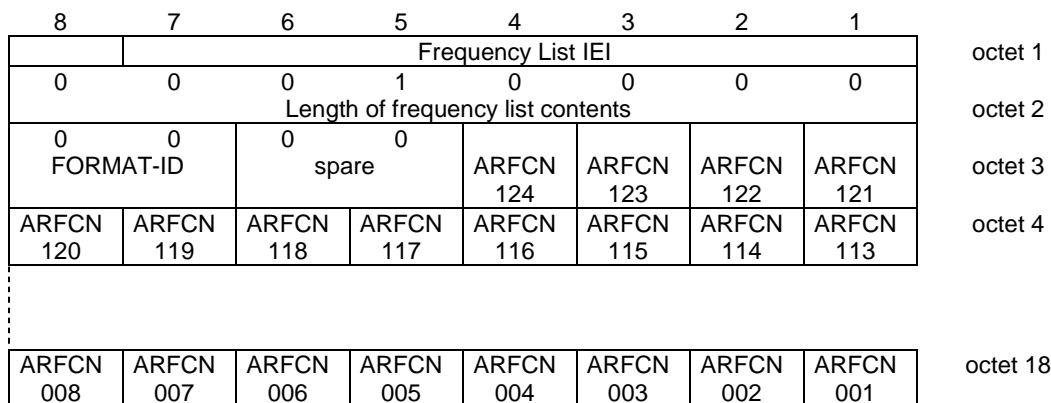 8 7 6 5 4 3 2 1
Frequency List IEI octet 1
0 0 0 1 0 0 0 0
Length of frequency list contents octet 2
0 0 0 0
FORMAT-ID spare ARFCN ARFCN ARFCN ARFCN octet 3
124 123 122 121
ARFCN ARFCN ARFCN ARFCN ARFCN ARFCN ARFCN ARFCN octet 4
120 119 118 117 116 115 114 113
ARFCN ARFCN ARFCN ARFCN ARFCN ARFCN ARFCN ARFCN octet 18
008 007 006 005 004 003 002 001